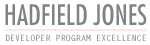 HADFIELD JONES
DEVELOPER PROGRAM EXCELLENCE